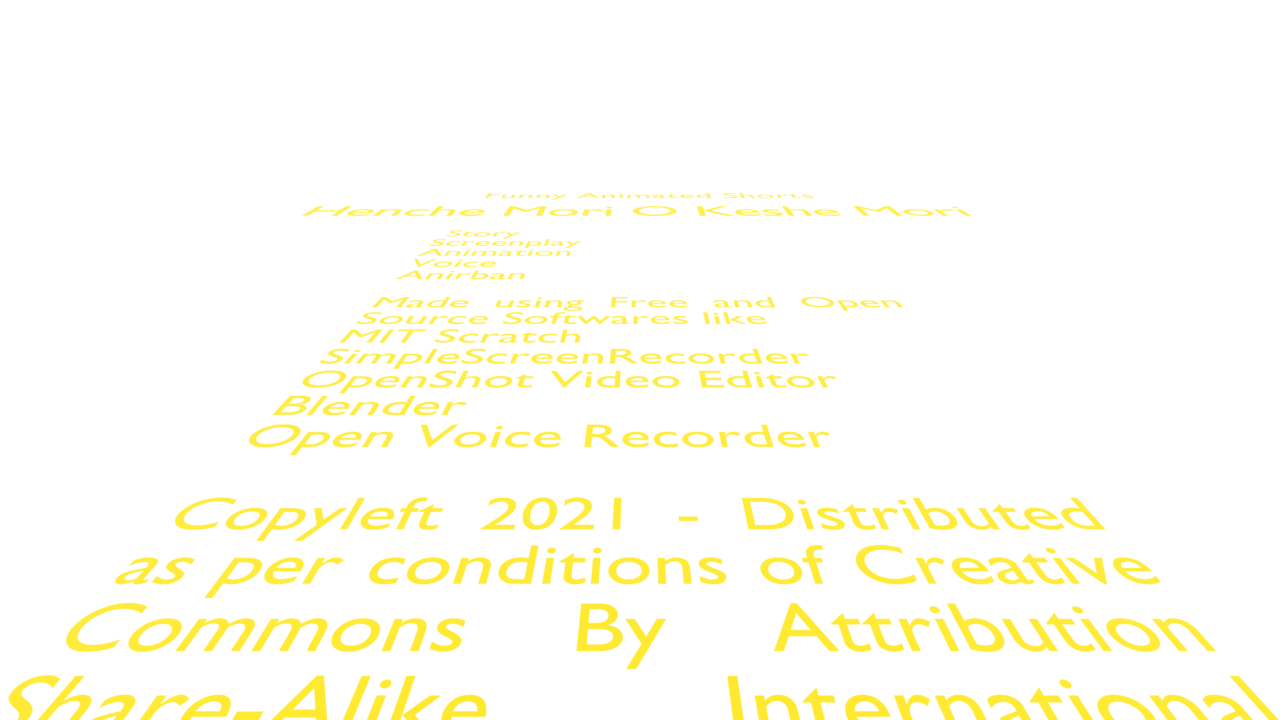 Funny Animated Shorts
Henche Mori O Keshe Mori
Story
Screenplay
Animation
Voice
Anirban
Made using Free and Open
Source Softwares like
MIT Scratch
SimpleScreenRecorder
OpenShot Video Editor
Blender
Open Voice Recorder
Copyleft 2021 - Distributed
as per conditions of Creative
Commons By Attribution
Share-Alike International